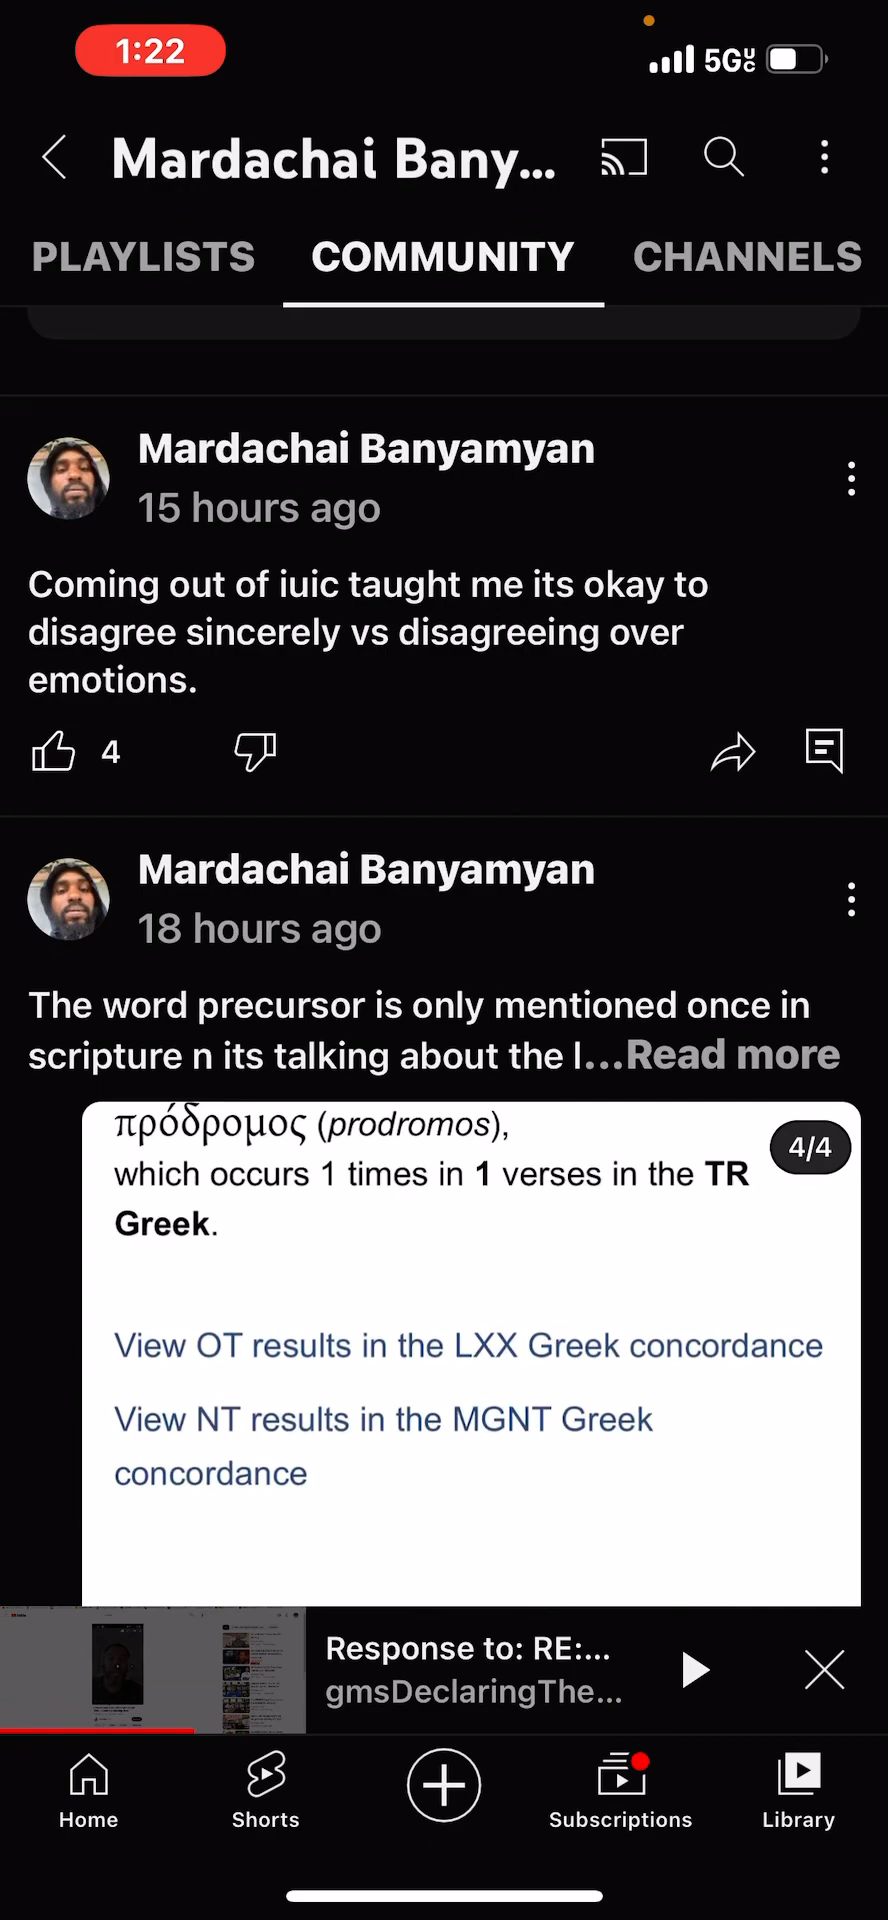 1:22
5GUC
Mardachai Bany...
PLAYLISTS
COMMUNITY
CHANNELS
Mardachai Banyamyan
15 hours ago
Coming out of iuic taught me its okay to
disagree sincerely vs disagreeing over
emotions.
4
Mardachai Banyamyan
18 hours ago
The word precursor is only mentioned once in
scripture n its talking about the l...Read more
πρόδρομος (prodromos),
4/4
which occurs 1 times in 1 verses in the TR
Greek.
View OT results in the LXX Greek concordance
View NT results in the MGNT Greek
concordance
Response to: RE:...
gmsDeclaringThe...
Home
Shorts
Subscriptions
Library